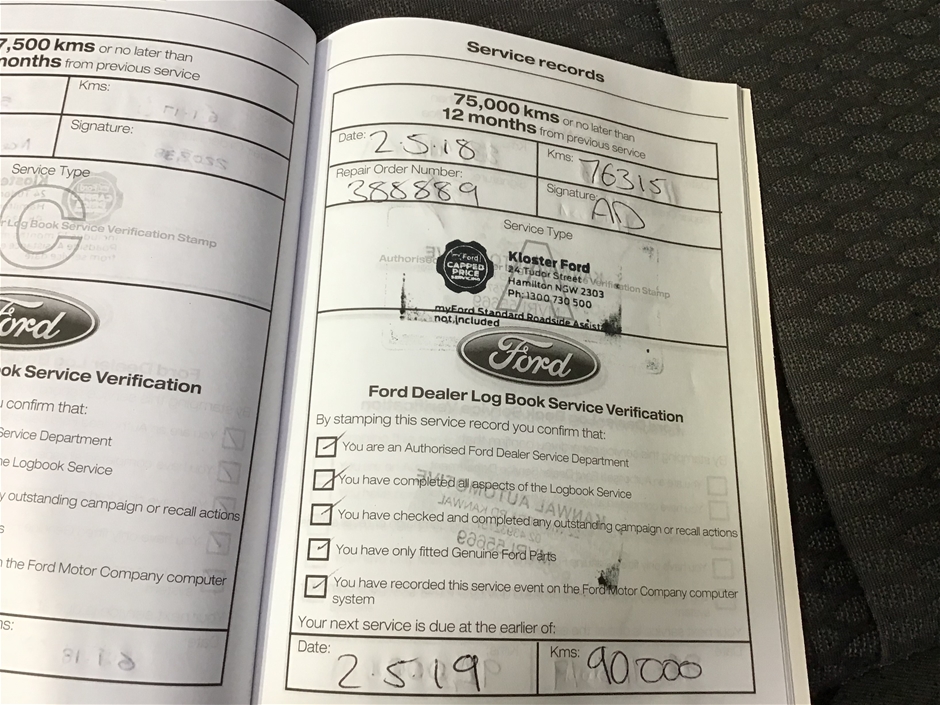 7,500 kms or no later than
months from previous service
Kms:
Signature:
Service Type
C
Log Book Service Verification Stamp
Ford
ok Service Verification
u confirm that:
Service Department
he Logbook Service
y outstanding campaign or recall actions
s
n the Ford Motor Company computer
ms:
Service records
75,000 kms or no later than
12 months from previous service
Date: 2.5.18
Kms: 76315
Repair Order Number: 388889
Signature: AD
Service Type
Authorised
Verification Stamp
my Ford
CAPPED
PRICE
SERVICING
Kloster Ford
24 Tudor Street
Hamilton NSW 2303
Ph: 1300 730 500
myFord Standard Roadside Assist
not included
Ford
Ford Dealer Log Book Service Verification
By stamping this service record you confirm that:
You are an Authorised Ford Dealer Service Department
You have completed all aspects of the Logbook Service
You have checked and completed any outstanding campaign or recall actions
You have only fitted Genuine Ford Parts
You have recorded this service event on the Ford Motor Company computer
system
Your next service is due at the earlier of:
Date: 2.5.19
Kms: 90000